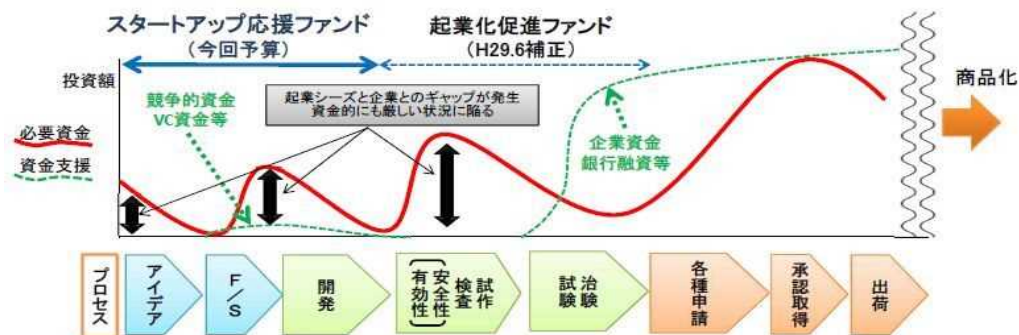 スタートアップ応援ファンド
(今回予算)
起業化促進ファンド
(H29.6補正)
投資額
競争的資金
VC資金等
起業シーズと企業とのギャップが発生
資金的にも厳しい状況に陥る
必要資金
資金支援
企業資金
銀行融資等
商品化
プロセス
アイデア
F/S
開発
試作
検査
(安全性
有効性)
治験
試験
各種申請
承認取得
出荷